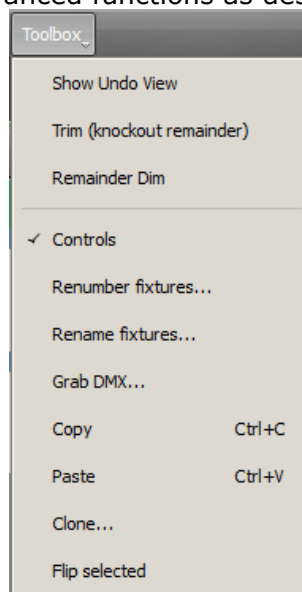 Toolbox
Show Undo View
Trim (knockout remainder)
Remainder Dim
✓ Controls
Renumber fixtures...
Rename fixtures...
Grab DMX...
Copy Ctrl+C
Paste Ctrl+V
Clone...
Flip selected